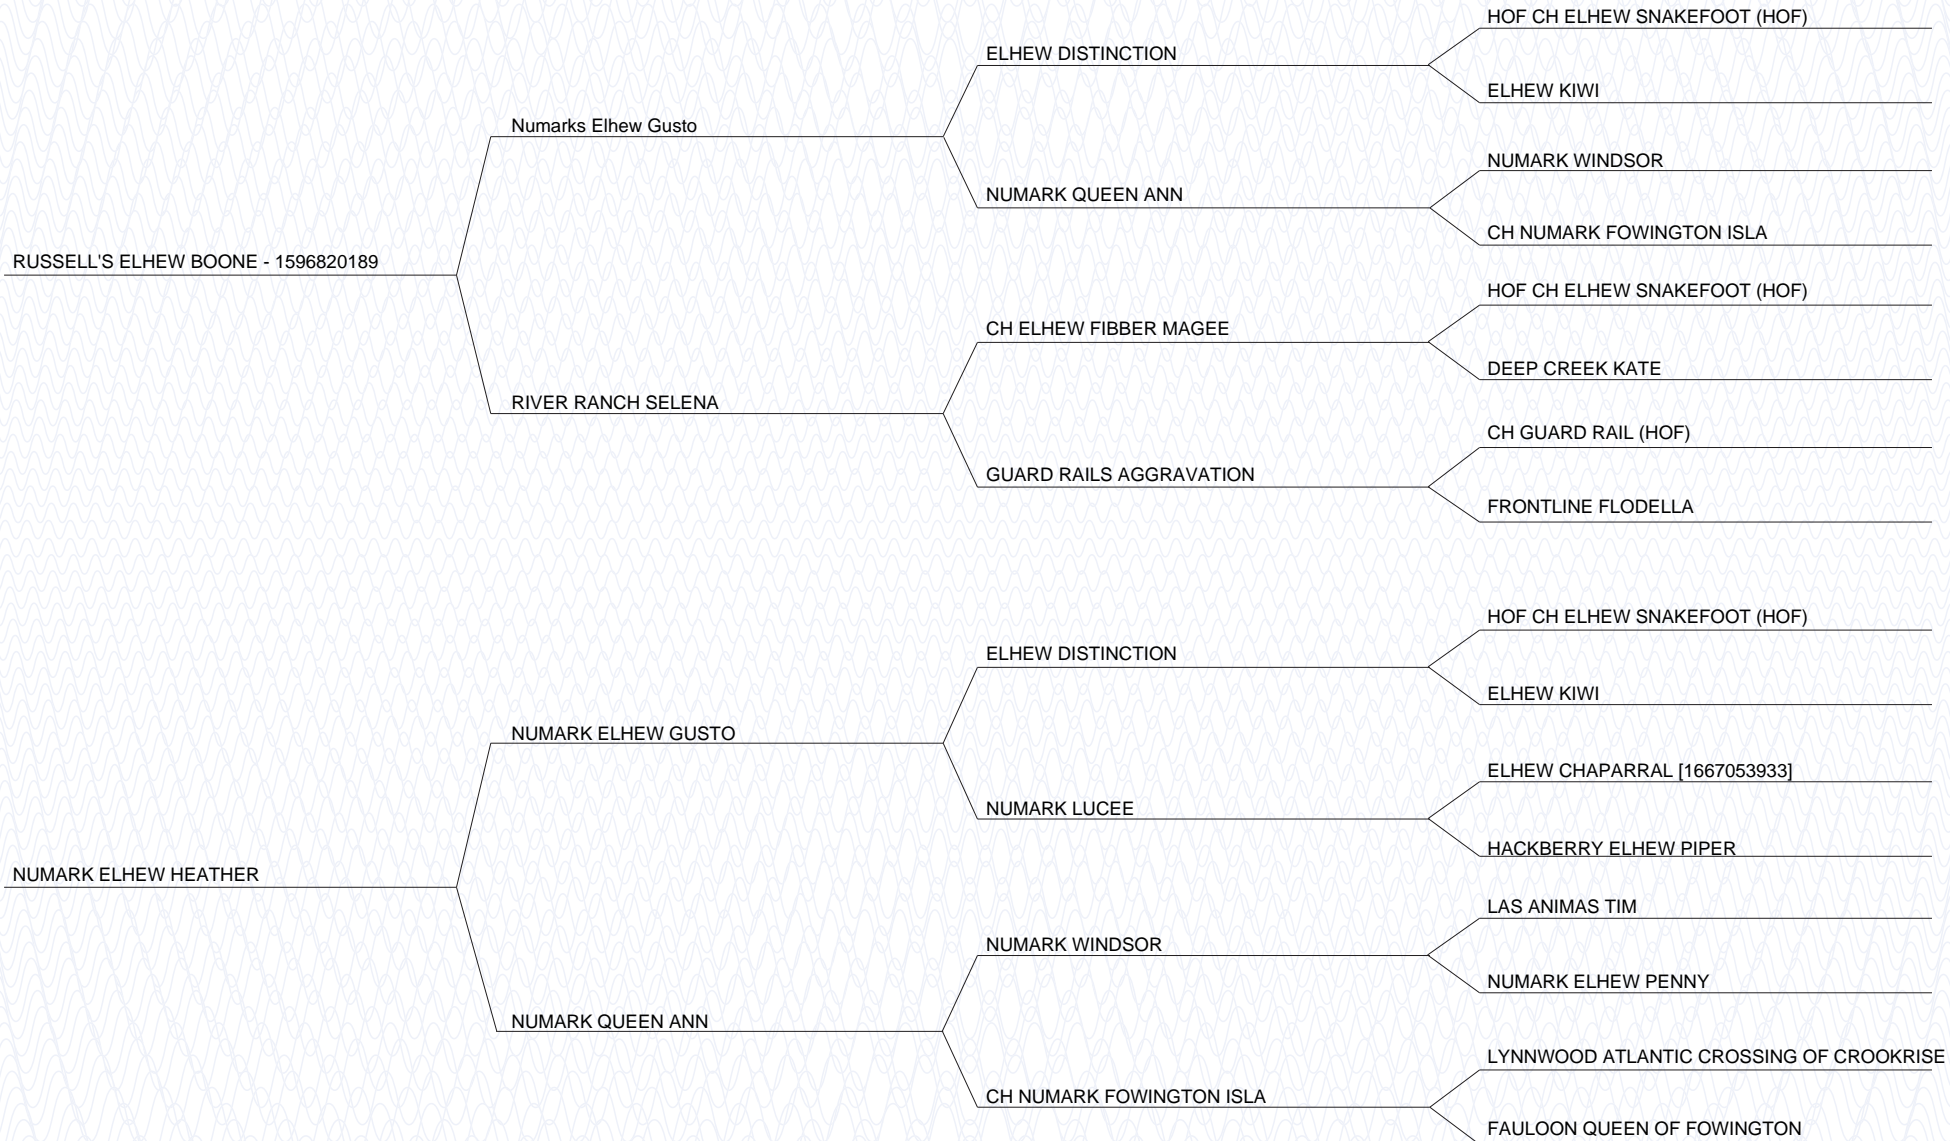 HOF CH ELHEW SNAKEFOOT (HOF)
ELHEW DISTINCTION
ELHEW KIWI
Numarks Elhew Gusto
NUMARK WINDSOR
NUMARK QUEEN ANN
CH NUMARK FOWINGTON ISLA
RUSSELL'S ELHEW BOONE - 1596820189
HOF CH ELHEW SNAKEFOOT (HOF)
CH ELHEW FIBBER MAGEE
DEEP CREEK KATE
RIVER RANCH SELENA
CH GUARD RAIL (HOF)
GUARD RAILS AGGRAVATION
FRONTLINE FLODELLA
HOF CH ELHEW SNAKEFOOT (HOF)
ELHEW DISTINCTION
ELHEW KIWI
NUMARK ELHEW GUSTO
ELHEW CHAPARRAL [1667053933]
NUMARK LUCEE
HACKBERRY ELHEW PIPER
NUMARK ELHEW HEATHER
LAS ANIMAS TIM
NUMARK WINDSOR
NUMARK ELHEW PENNY
NUMARK QUEEN ANN
LYNNWOOD ATLANTIC CROSSING OF CROOKRISE
CH NUMARK FOWINGTON ISLA
FAULOON QUEEN OF FOWINGTON